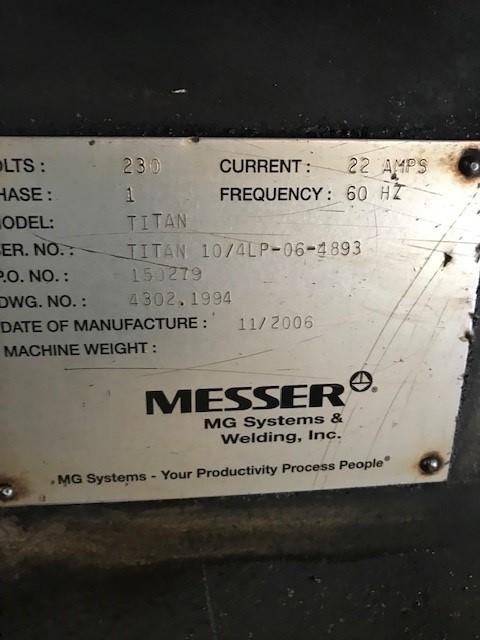 OLTS : 230 CURRENT : 22 AMPS
HASE : 1 FREQUENCY : 60 HZ
MODEL: TITAN
SER. NO. : TITAN 10/4LP-06-4893
P.O. NO. : 150279
DWG. NO. : 4302.1994
DATE OF MANUFACTURE : 11/2006
MACHINE WEIGHT :
MESSER ®
MG Systems &
Welding, Inc.
MG Systems - Your Productivity Process People®